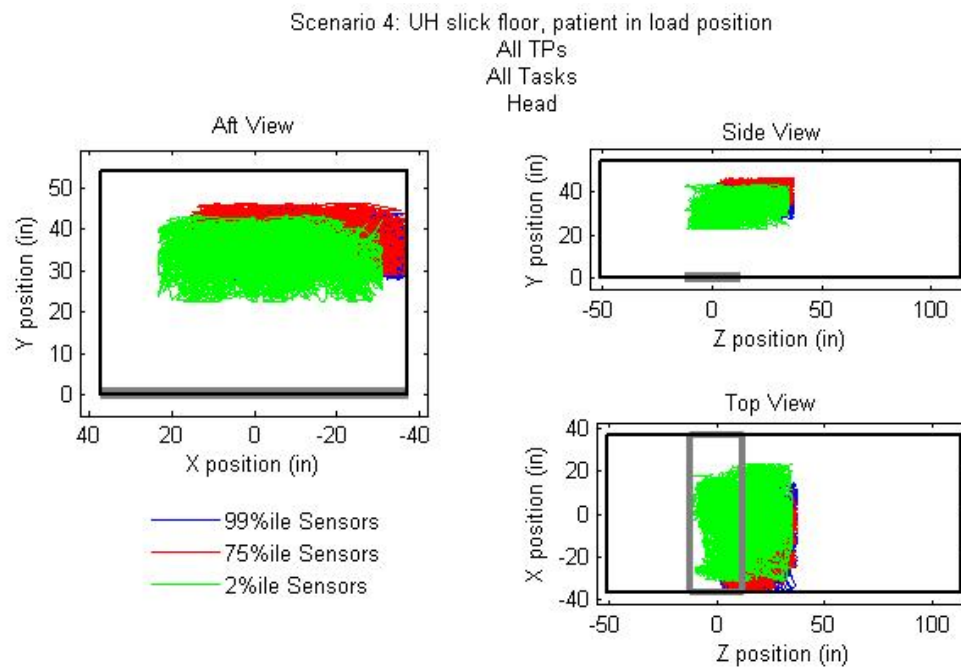 Scenario 4: UH slick floor, patient in load position
All TPs
All Tasks
Head
Aft View
Y position (in)
50
40
30
20
10
0
40
20
0
-20
-40
X position (in)
99%ile Sensors
75%ile Sensors
2%ile Sensors
Side View
Y position (in)
40
20
0
-50
0
50
100
Z position (in)
Top View
X position (in)
40
20
0
-20
-40
-50
0
50
100
Z position (in)